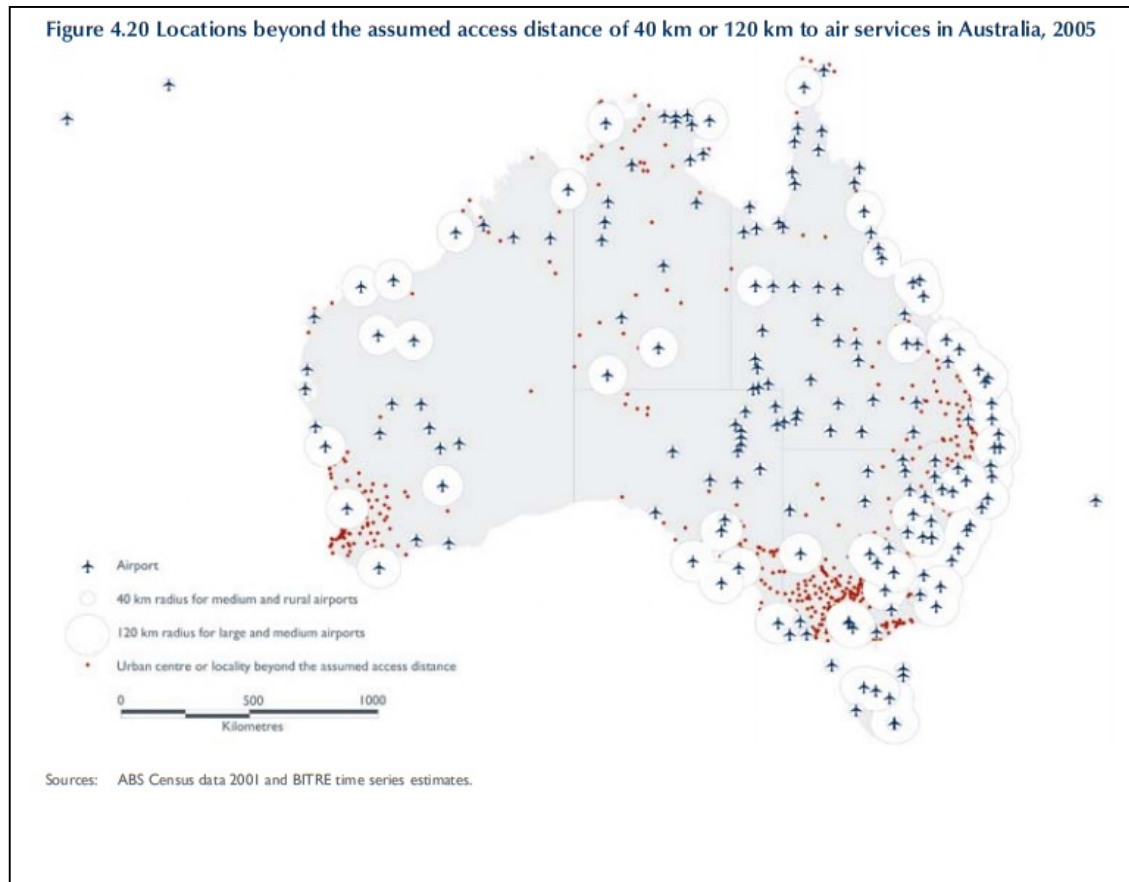 Figure 4.20 Locations beyond the assumed access distance of 40 km or 120 km to air services in Australia, 2005
Airport
40 km radius for medium and rural airports
120 km radius for large and medium airports
Urban centre or locality beyond the assumed access distance
0 500 1000
Kilometres
Sources: ABS Census data 2001 and BITRE time series estimates.